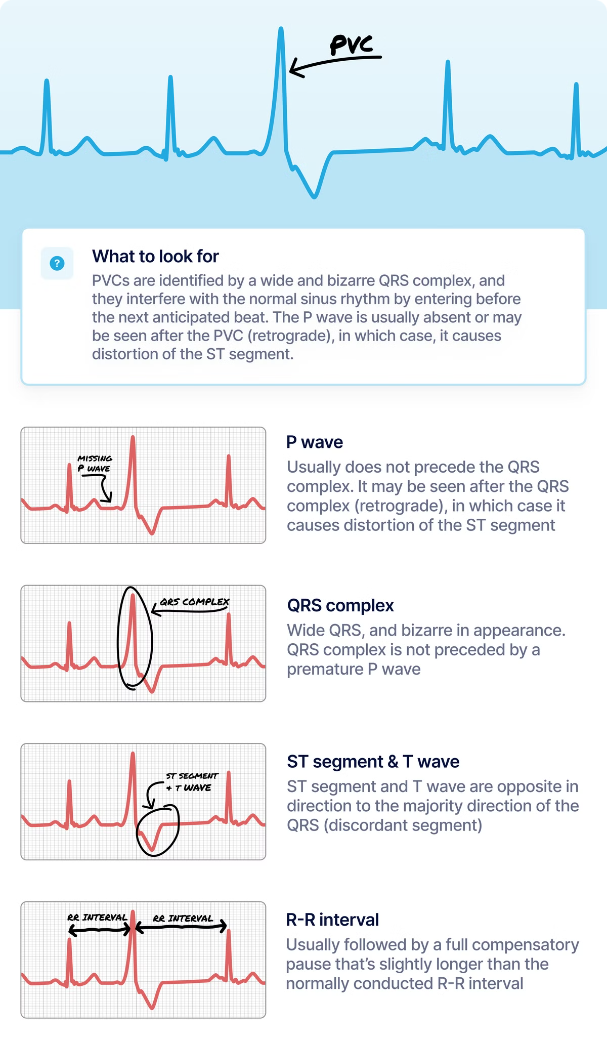 PVC
?
What to look for
PVCs are identified by a wide and bizarre QRS complex, and
they interfere with the normal sinus rhythm by entering before
the next anticipated beat. The P wave is usually absent or may
be seen after the PVC (retrograde), in which case, it causes
distortion of the ST segment.
MISSING
P WAVE
P wave
Usually does not precede the QRS
complex. It may be seen after the QRS
complex (retrograde), in which case it
causes distortion of the ST segment
QRS COMPLEX
QRS complex
Wide QRS, and bizarre in appearance.
QRS complex is not preceded by a
premature P wave
ST SEGMENT
+ T WAVE
ST segment & T wave
ST segment and T wave are opposite in
direction to the majority direction of the
QRS (discordant segment)
RR INTERVAL
RR INTERVAL
R-R interval
Usually followed by a full compensatory
pause that's slightly longer than the
normally conducted R-R interval